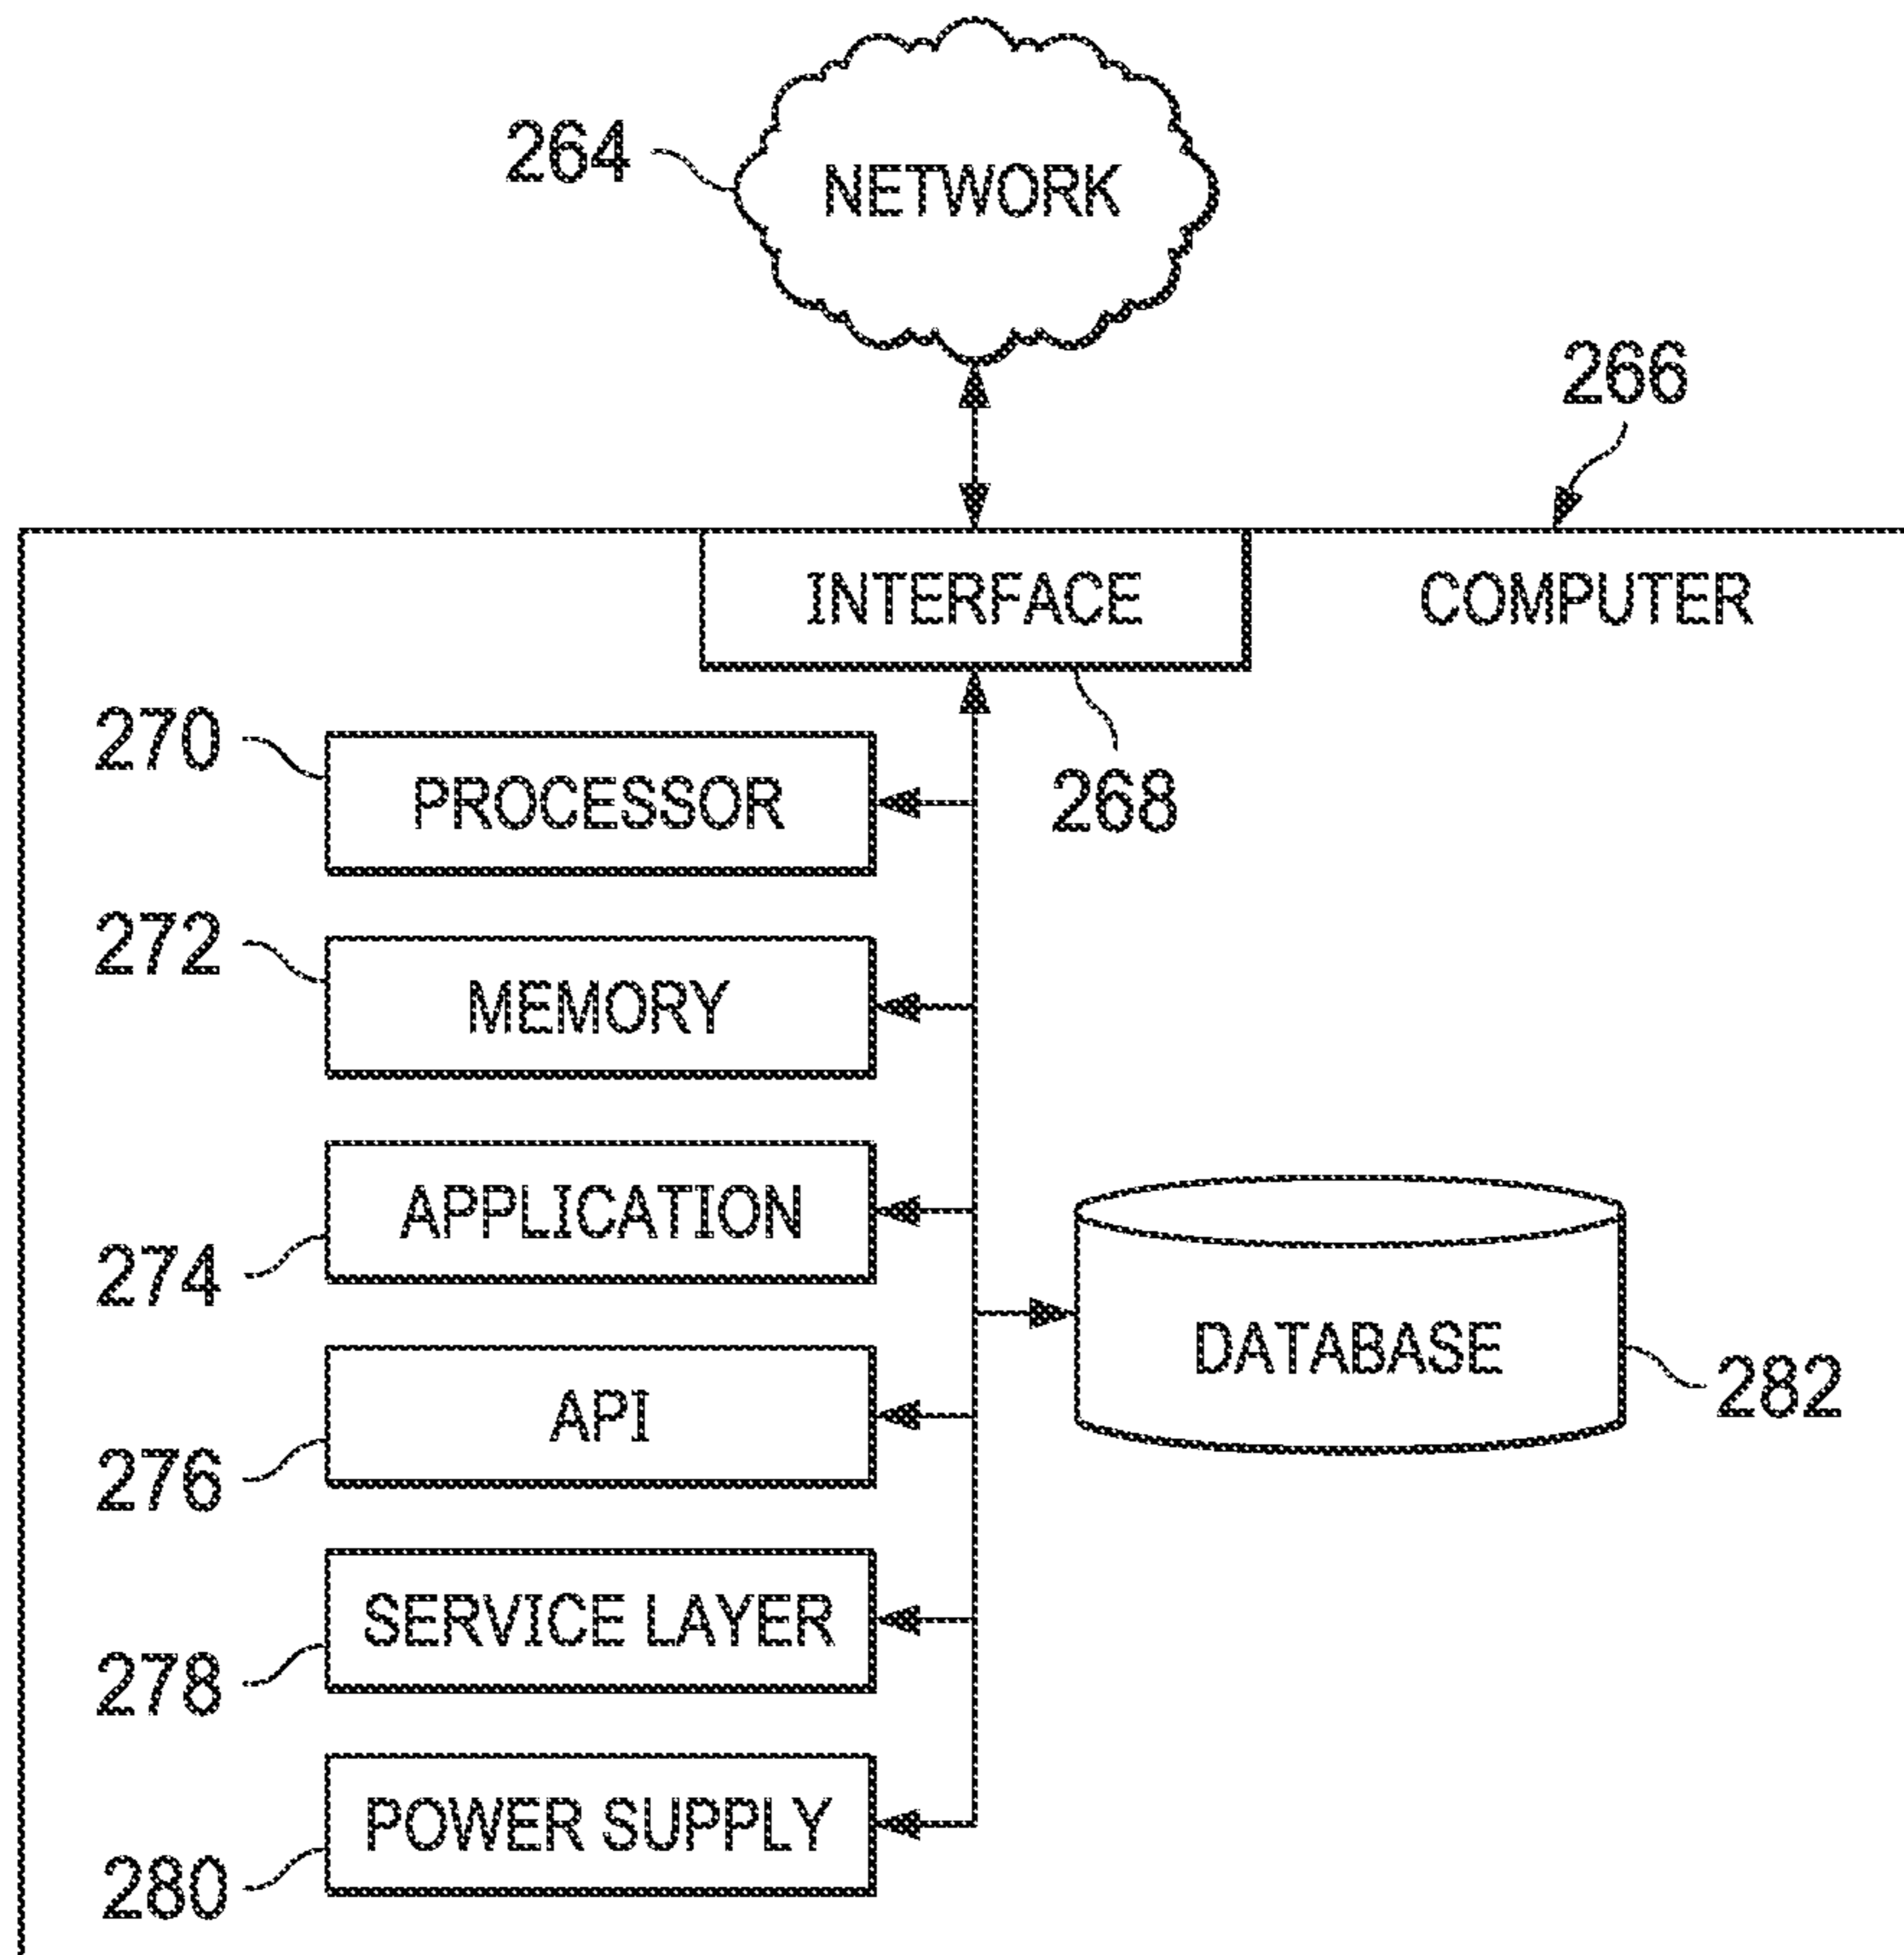 264
NETWORK
266
INTERFACE
COMPUTER
270
PROCESSOR
268
272
MEMORY
APPLICATION
274
DATABASE
282
API
276
SERVICE LAYER
278
POWER SUPPLY
280